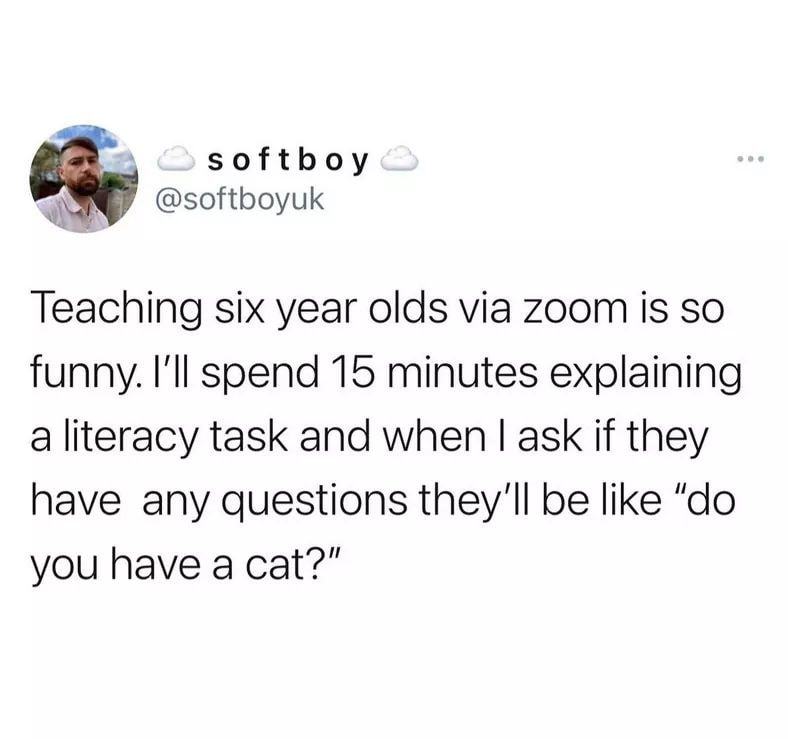 ☁️ softboy ☁️
@softboyuk
Teaching six year olds via zoom is so
funny. I’ll spend 15 minutes explaining
a literacy task and when I ask if they
have  any questions they’ll be like “do
you have a cat?”